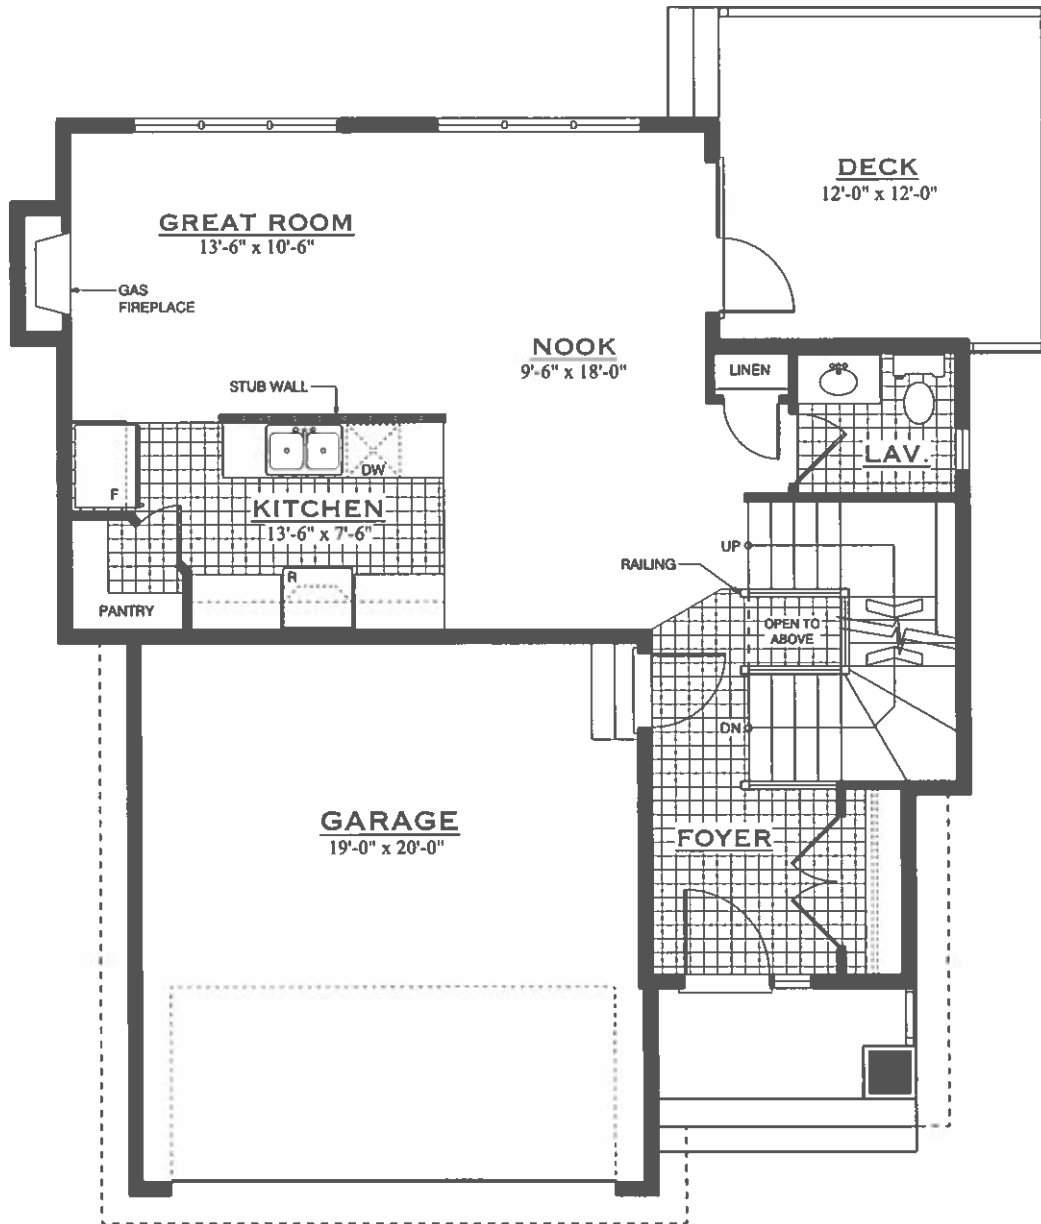 DECK
12'-0" x 12'-0"
GREAT ROOM
13'-6" x 10'-6"
GAS
FIREPLACE
NOOK
9'-6" x 18'-0"
LINEN
STUB WALL
LAV.
DW
F
KITCHEN
13'-6" x 7'-6"
UP
RAILING
R
PANTRY
OPEN TO
ABOVE
DN
GARAGE
19'-0" x 20'-0"
FOYER